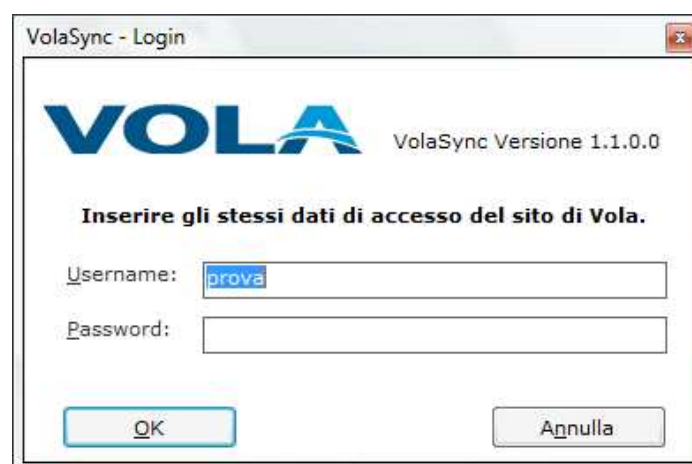 VolaSync - Login
VOLA
VolaSync Versione 1.1.0.0
Inserire gli stessi dati di accesso del sito di Vola.
Username: prova
Password:
OK Annulla